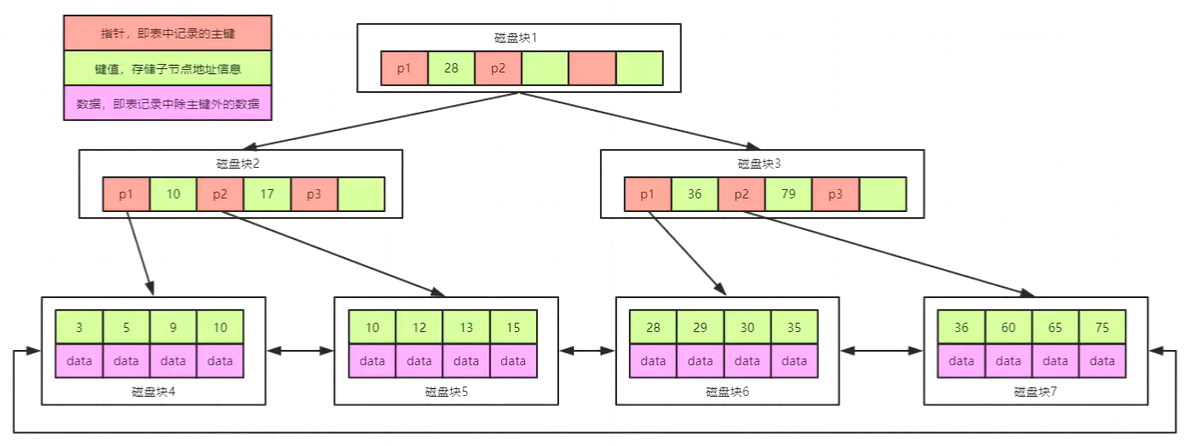 指针，即表中记录的主键
键值，存储子节点地址信息
数据，即表记录中除主键外的数据
磁盘块1
p1 28 p2
磁盘块2
p1 10 p2 17 p3
磁盘块3
p1 36 p2 79 p3
3 5 9 10
data data data data
磁盘块4
10 12 13 15
data data data data
磁盘块5
28 29 30 35
data data data data
磁盘块6
36 60 65 75
data data data data
磁盘块7